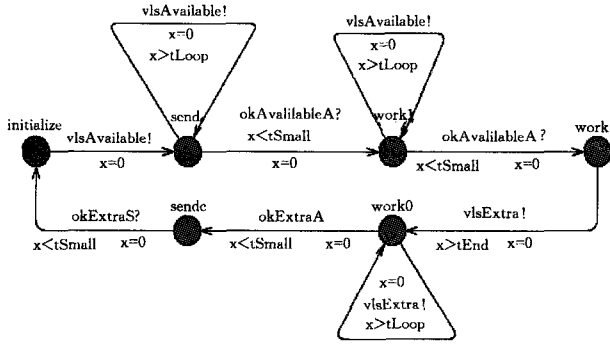 vlsAvailable!
x=0
x>tLoop
vlsAvailable!
x=0
x>tLoop
send
work1
initialize
vlsAvailable!
x=0
okAvalilableA?
x<tSmall
x=0
okAvailableA?
x<tSmall
x=0
work
okExtraS?
x<tSmall
x=0
sendc
okExtraA
x<tSmall
x=0
work0
vlsExtra!
x>tEnd
x=0
x=0
vlsExtra!
x>tLoop